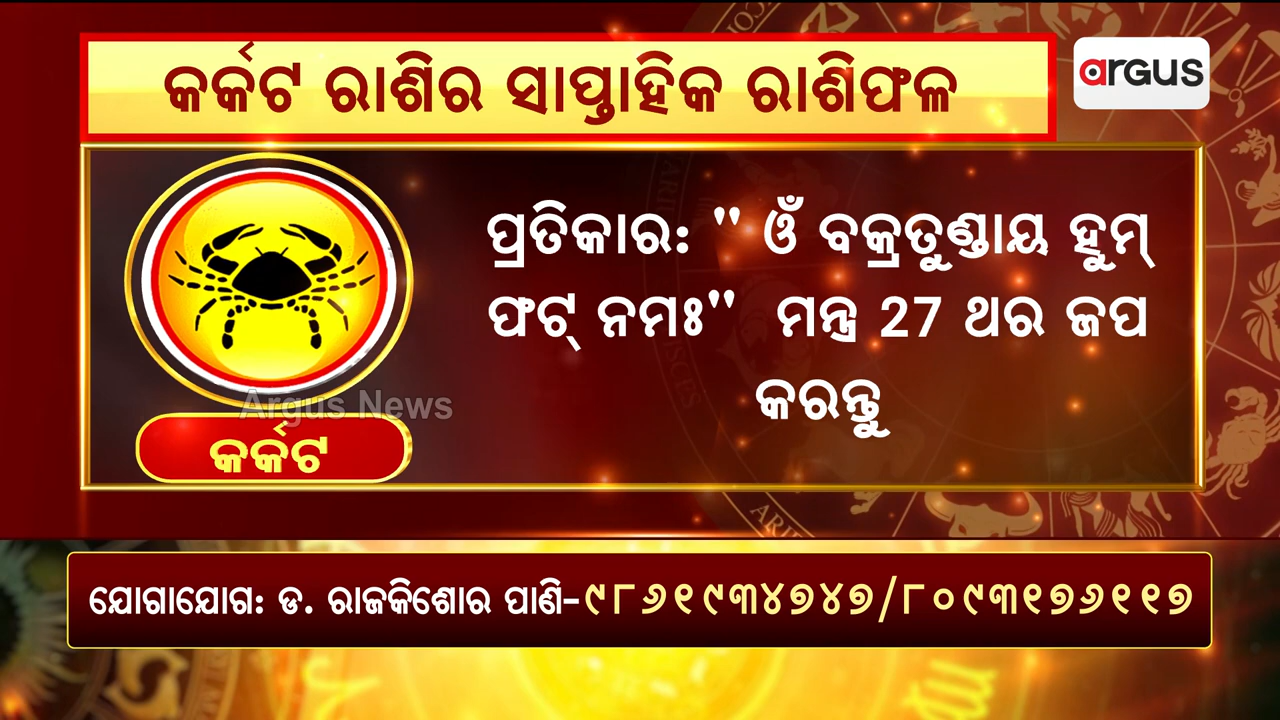 କର୍କଟ ରାଶିର ସାପ୍ତାହିକ ରାଶିଫଳ
argus
ପ୍ରତିକାର: " ଓଁ ବକ୍ରତୁଣ୍ଡାୟ ହୁମ୍
ଫଟ୍ ନମଃ" ମନ୍ତ୍ର 27 ଥର ଜପ
କରନ୍ତୁ
Argus News
କର୍କଟ
ଯୋଗାଯୋଗ: ଡ. ରାଜକିଶୋର ପାଣି-୯୮୬୧୯୩୪୭୪୭/୮୦୯୩୧୭୬୧୧୭